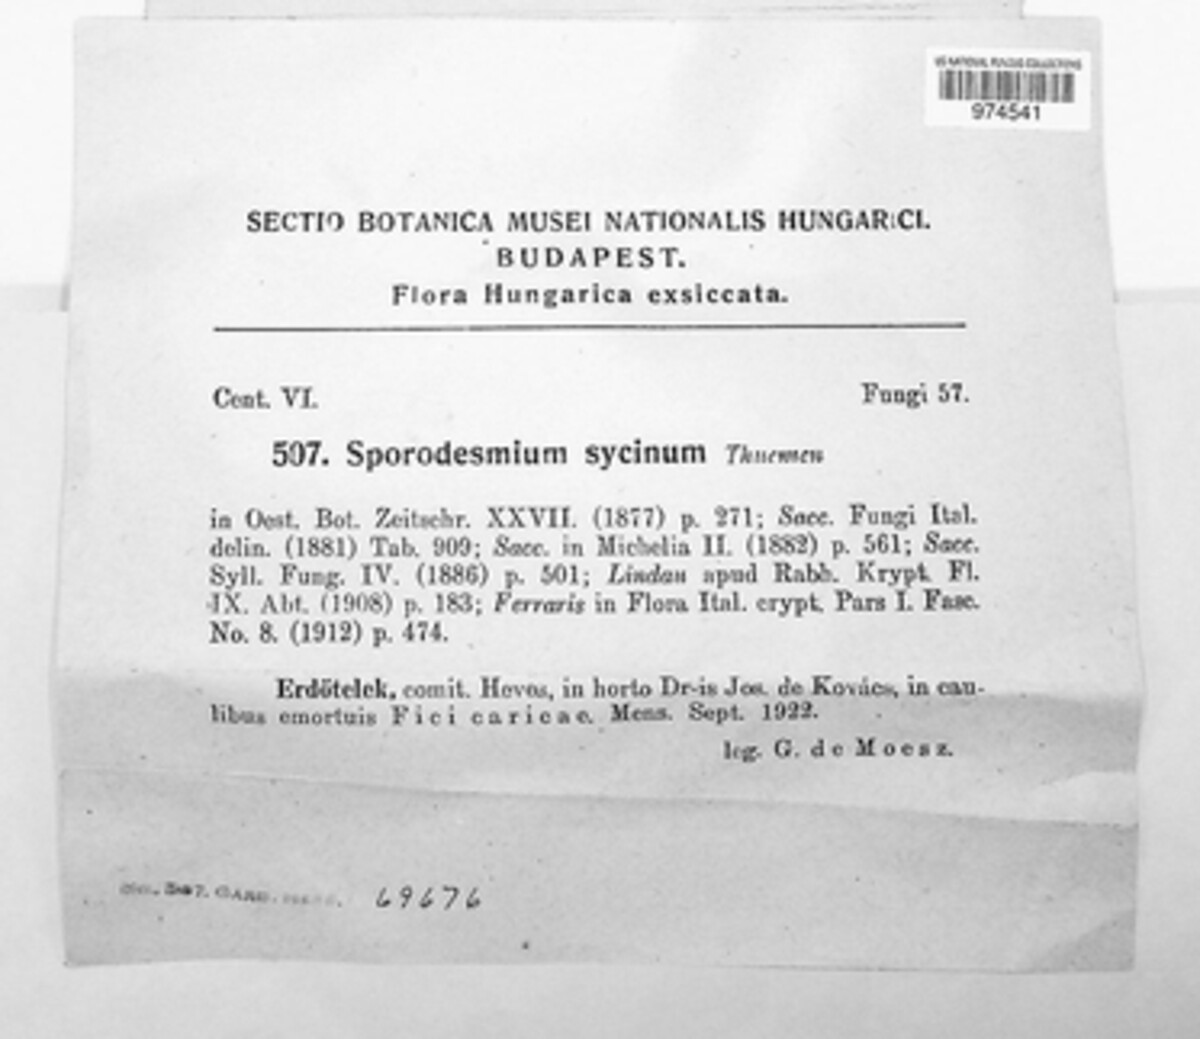 US NATIONAL FUNGUS COLLECTIONS
974541
SECTIO BOTANICA MUSEI NATIONALIS HUNGARICI.
BUDAPEST.
Flora Hungarica exsiccata.
Cent. VI. Fungi 57.
507. Sporodesmium sycinum Thuemen
in Oest. Bot. Zeitschr. XXVII. (1877) p. 271; Sacc. Fungi Ital.
delin. (1881) Tab. 909; Sacc. in Michelia II. (1882) p. 561; Sacc.
Syll. Fung. IV. (1886) p. 501; Lindau apud Rabh. Krypt. Fl.
IX. Abt. (1908) p. 183; Ferraris in Flora Ital. crypt. Pars I. Fasc.
No. 8. (1912) p. 474.
Erdőtelek, comit. Heves, in horto Dr-is Jos. de Kovács, in cau-
libus emortuis Fici caricae. Mens. Sept. 1922.
leg. G. de Moesz.
69676